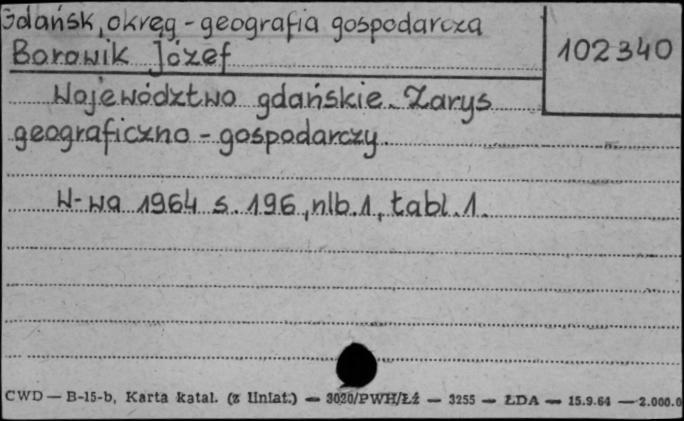 Gdańsk, okręg - geografia gospodarcza
Borowik Józef
102340
Województwo gdańskie. Zarys
geograficzno - gospodarczy
W-wa 1964 s. 196, nlb. 1, tabl. 1.
CWD — B-15-b, Karta katal. (z liniat.) — 3020/PWH/Łź — 3255 — ŁDA — 15.9.64 — 2.000.0